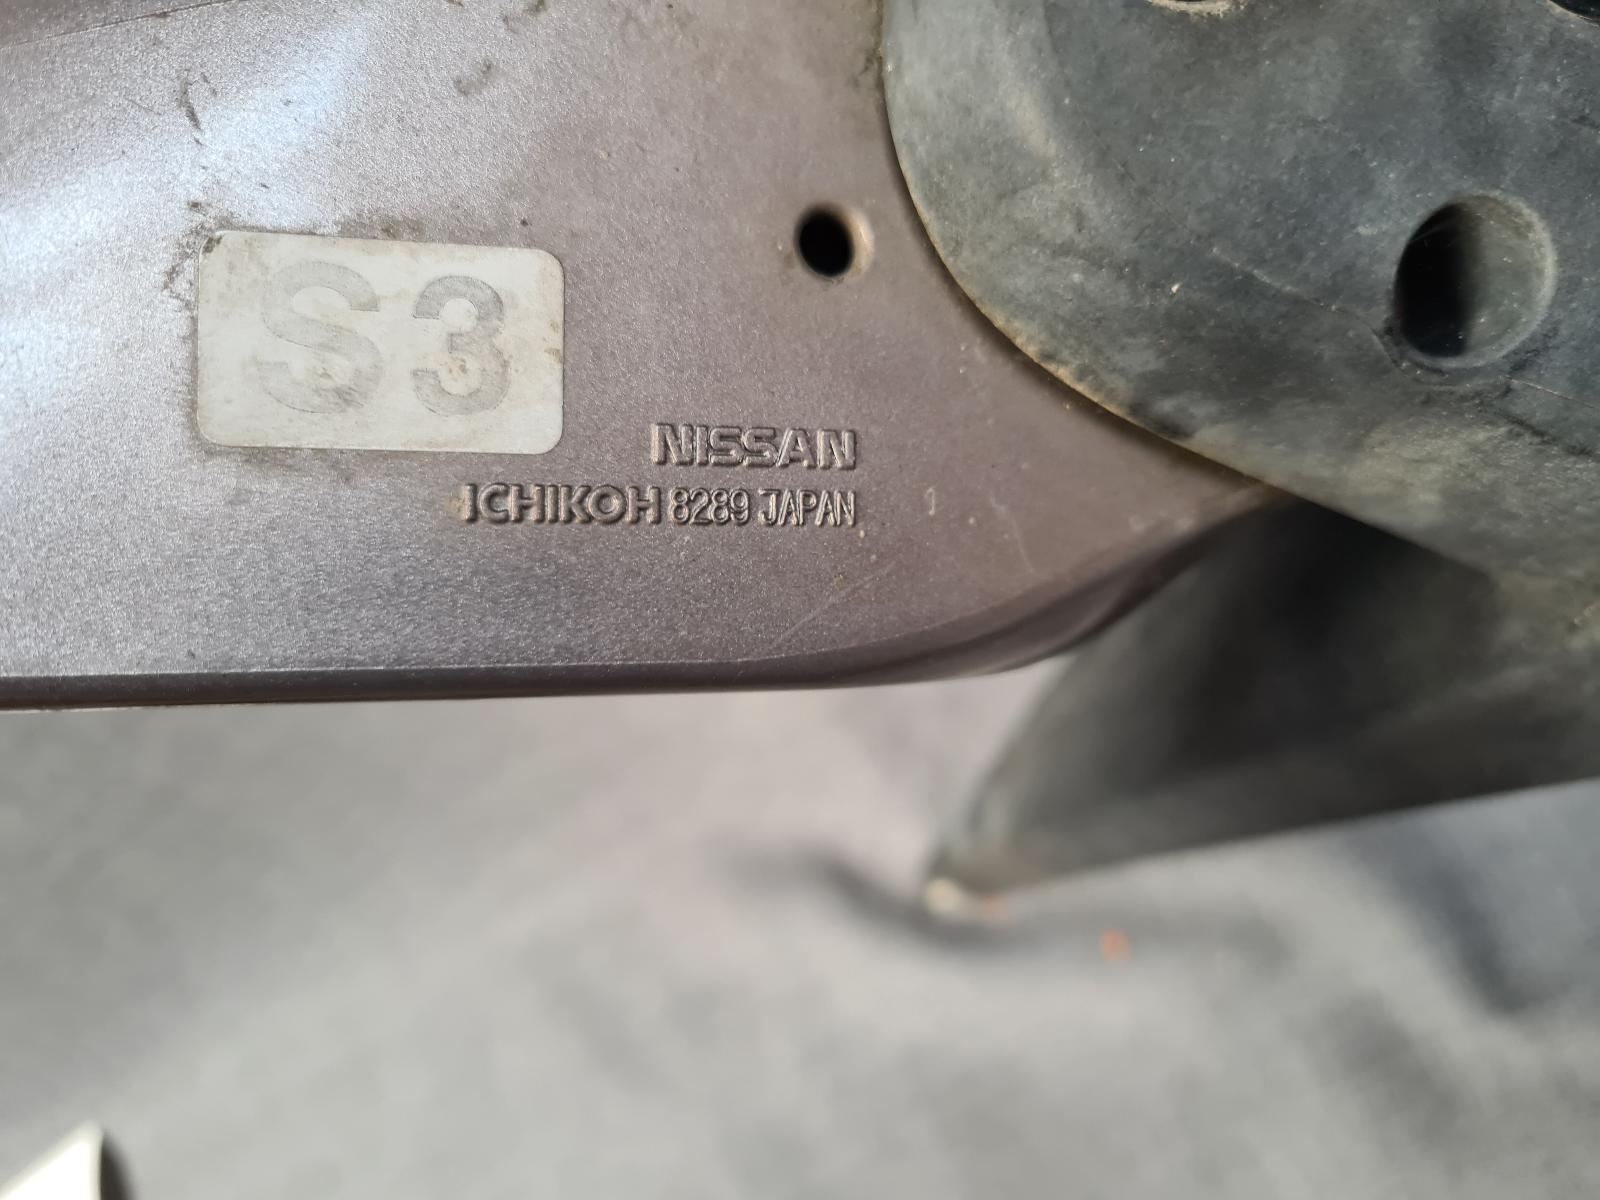 S3
NISSAN
ICHIKOH 8289 JAPAN